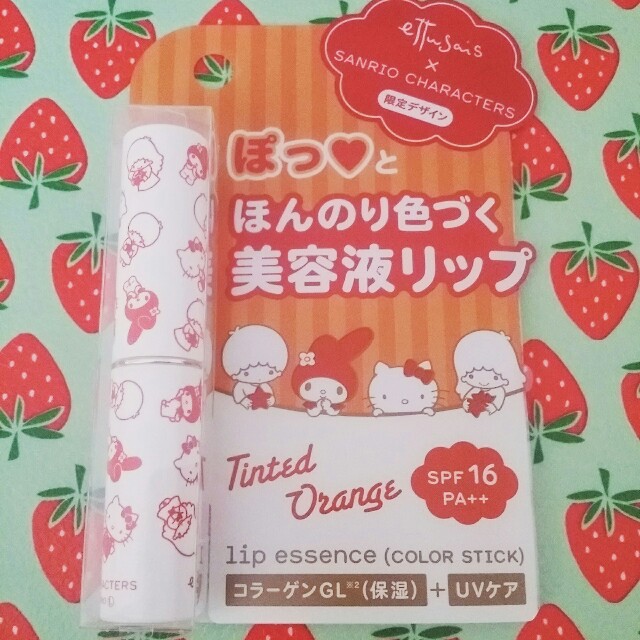 ettusais
×
SANRIO CHARACTERS
限定デザイン
ぽっ♥と
ほんのり色づく
美容液リップ
Tinted
Orange
SPF 16
PA++
lip essence (COLOR STICK)
コラーゲンGL※2(保湿) + UVケア